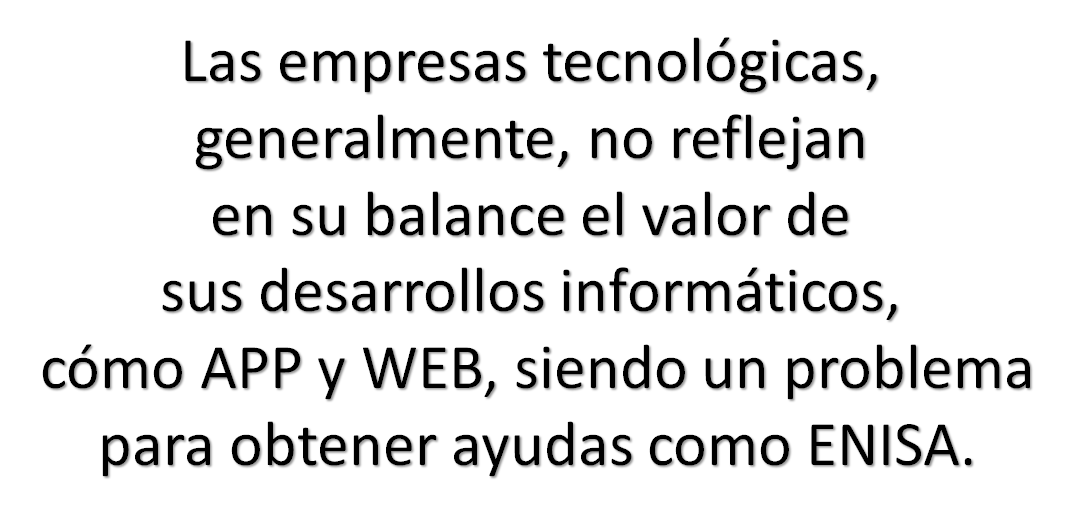 Las empresas tecnológicas,
generalmente, no reflejan
en su balance el valor de
sus desarrollos informáticos,
cómo APP y WEB, siendo un problema
para obtener ayudas como ENISA.